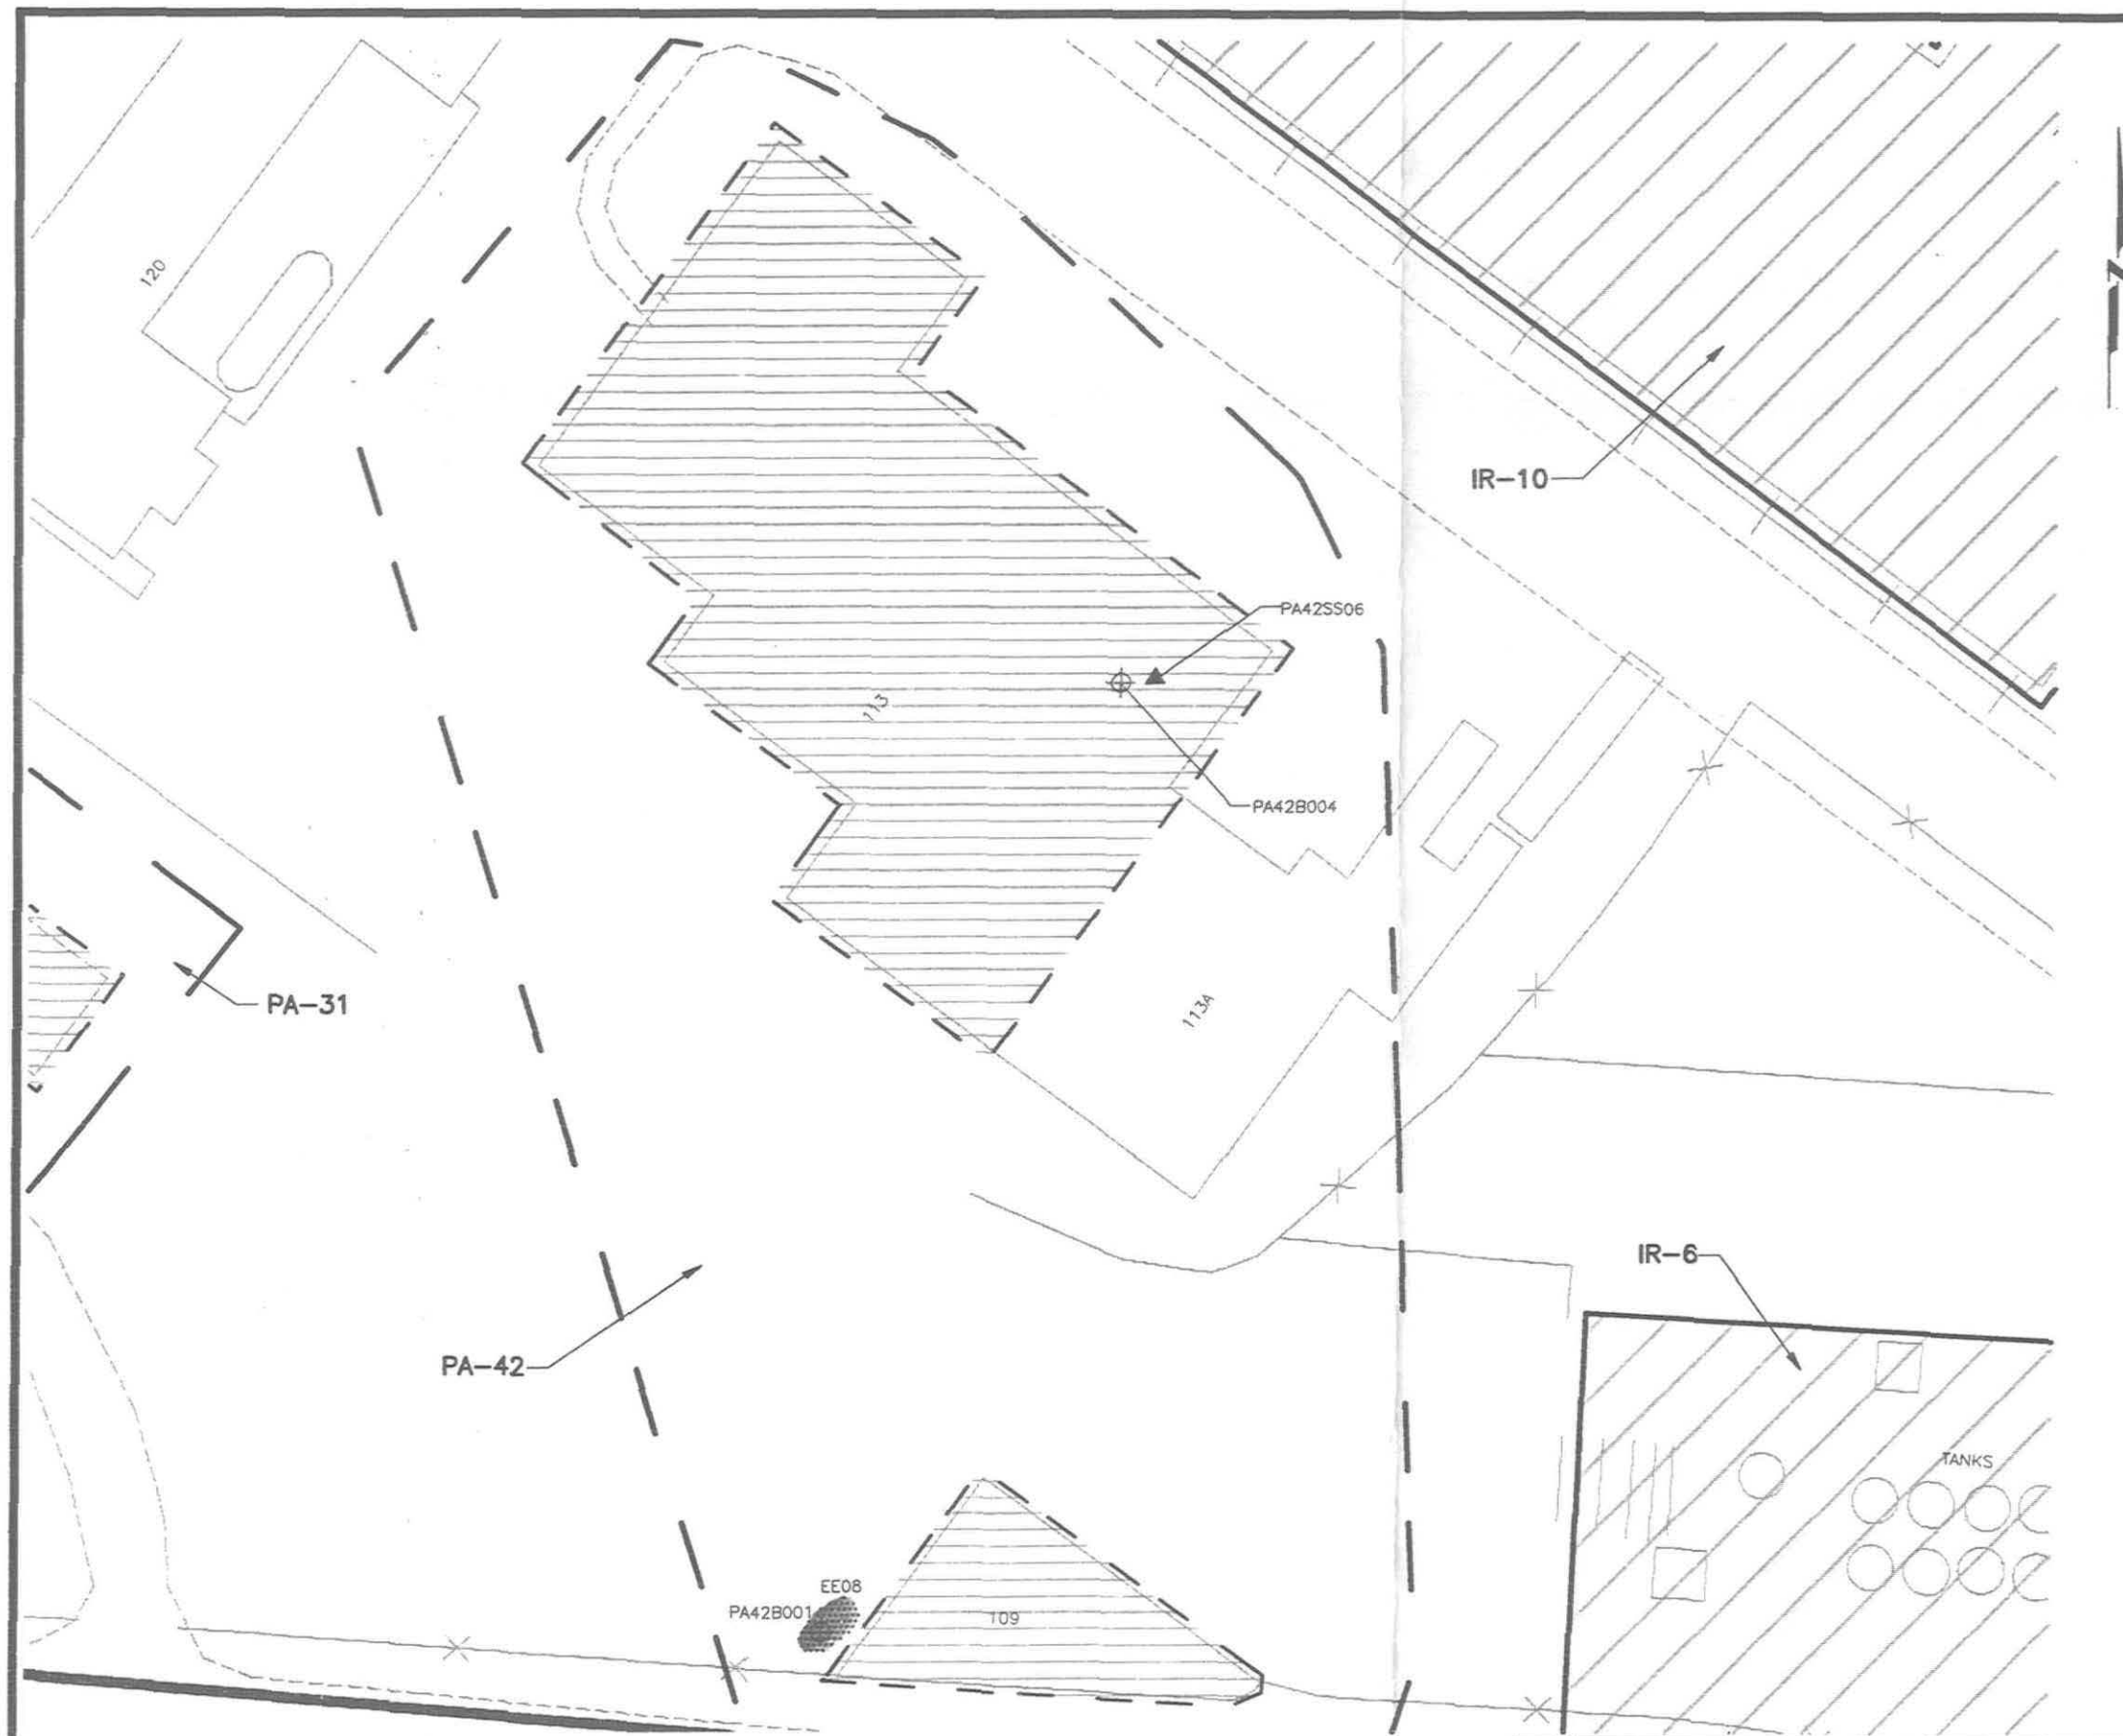 120
N
IR-10
PA42SS06
113
PA42B004
PA-31
113A
IR-6
PA-42
TANKS
EE08
PA42B001
109